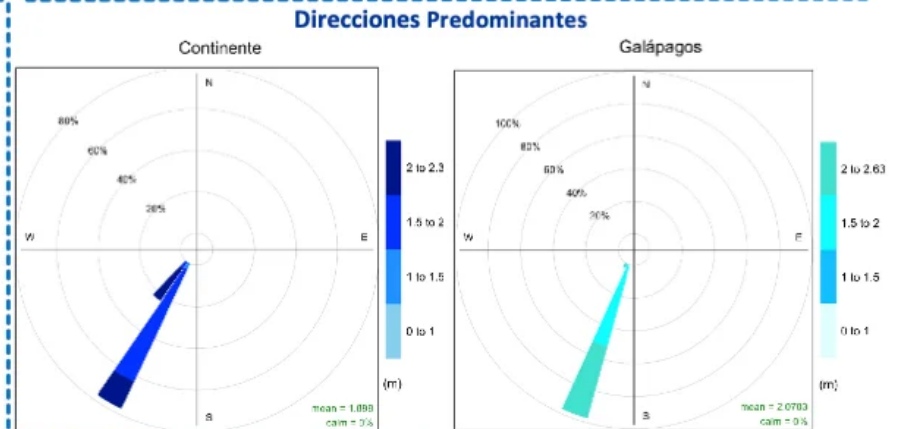 Direcciones Predominantes
Continente
N
80%
60%
40%
20%
W
E
S
2 to 2.3
1.5 to 2
1 to 1.5
0 to 1
(m)
mean = 1.898
calm = 0%
Galápagos
N
100%
80%
60%
40%
20%
W
E
S
2 to 2.63
1.5 to 2
1 to 1.5
0 to 1
(m)
mean = 2.0783
calm = 0%